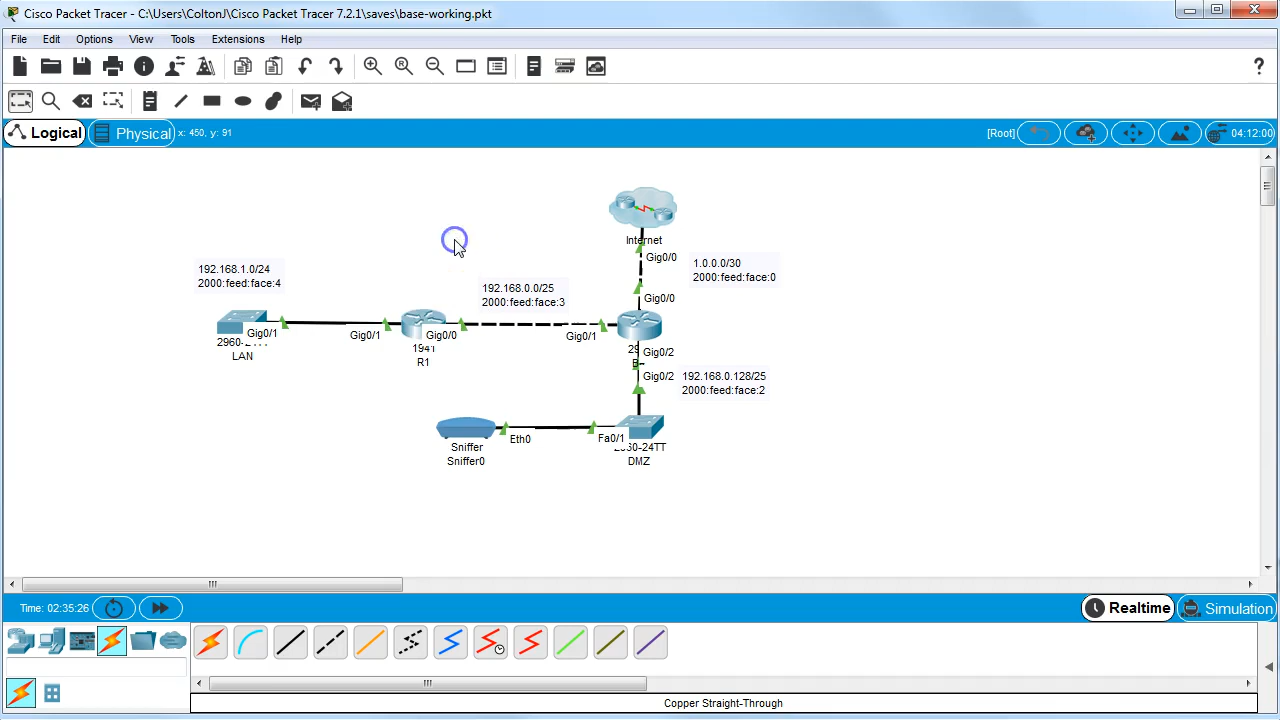 Cisco Packet Tracer - C:\Users\ColtonJ\Cisco Packet Tracer 7.2.1\saves\base-working.pkt
File Edit Options View Tools Extensions Help
?
Logical Physical x: 450, y: 91 [Root] 04:12:00
Internet
Gig0/0
1.0.0.0/30
2000:feed:face:0
192.168.1.0/24
2000:feed:face:4
192.168.0.0/25
2000:feed:face:3
Gig0/0
Gig0/1
Gig0/1
Gig0/0
Gig0/1
LAN
R1
Gig0/2
Gig0/2
192.168.0.128/25
2000:feed:face:2
Eth0
Fa0/1
Sniffer
Sniffer0
DMZ
Time: 02:35:26
Realtime
Simulation
Copper Straight-Through